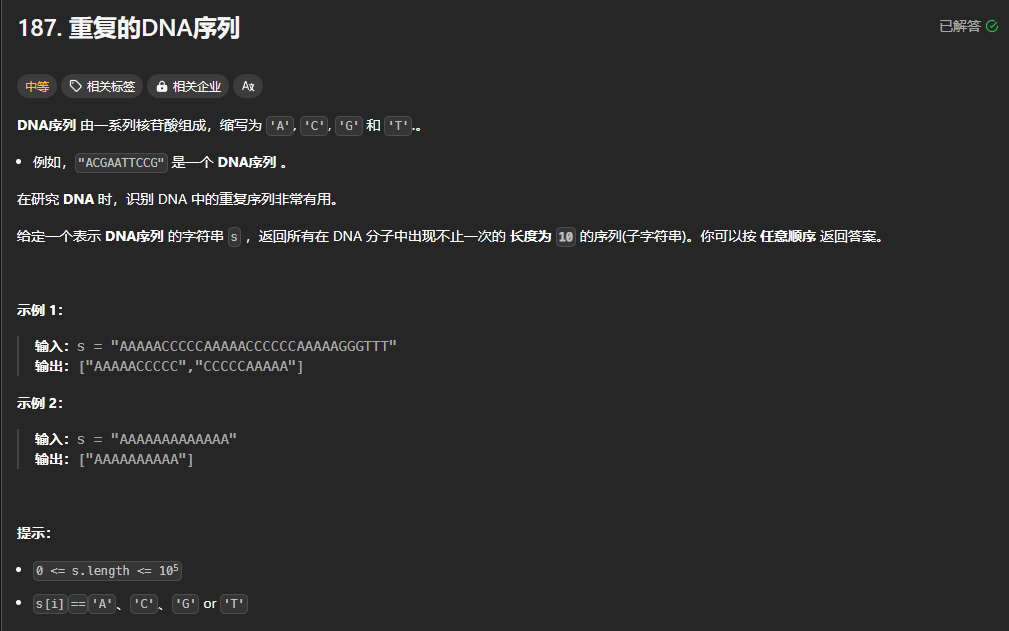 187. 重复的DNA序列
已解答
中等 相关标签 相关企业 Aх
DNA序列 由一系列核苷酸组成，缩写为 'A', 'C', 'G' 和 'T'.。
• 例如，"ACGAATTCCG" 是一个 DNA序列 。
在研究 DNA 时，识别 DNA 中的重复序列非常有用。
给定一个表示 DNA序列 的字符串 s ，返回所有在 DNA 分子中出现不止一次的 长度为 10 的序列(子字符串)。你可以按 任意顺序 返回答案。
示例 1：
输入：s = "AAAAACCCCCAAAAACCCCCCAAAAAGGGTTT"
输出：["AAAAACCCCC","CCCCCAAAAA"]
示例 2：
输入：s = "AAAAAAAAAAAAA"
输出：["AAAAAAAAAA"]
提示：
• 0 <= s.length <= 10⁵
• s[i]=='A'、'C'、'G' or 'T'